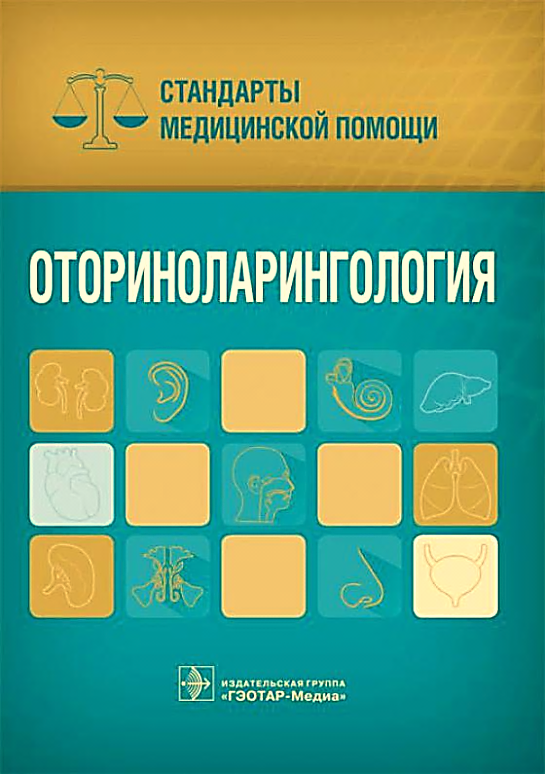 СТАНДАРТЫ
МЕДИЦИНСКОЙ ПОМОЩИ
ОТОРИНОЛАРИНГОЛОГИЯ
ИЗДАТЕЛЬСКАЯ ГРУППА
«ГЭОТАР-Медиа»